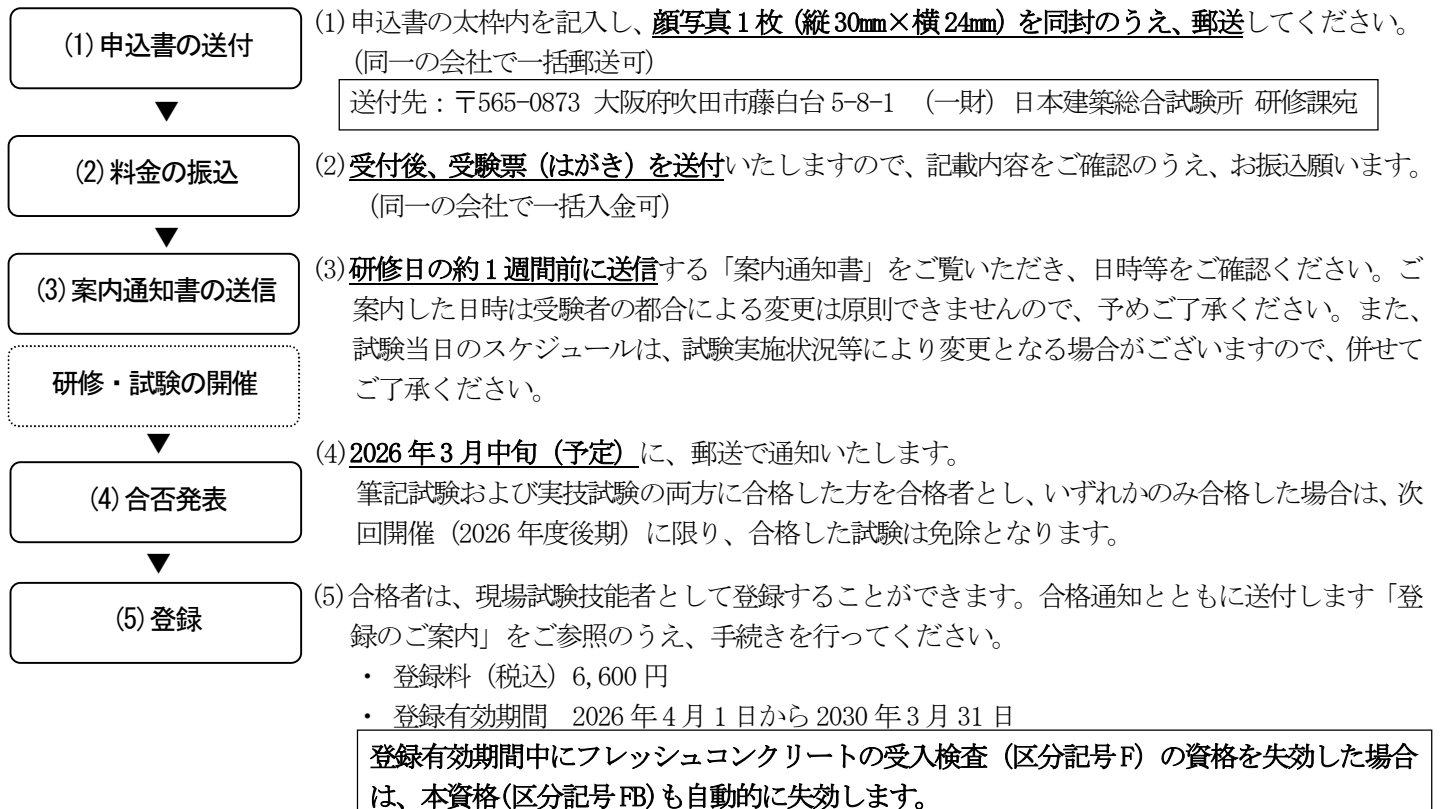 (1)申込書の送付
▼
(2)料金の振込
▼
(3)案内通知書の送信
研修・試験の開催
▼
(4)合否発表
▼
(5)登録
(1)申込書の太枠内を記入し、顔写真1枚(縦30mm×横24mm)を同封のうえ、郵送してください。
(同一の会社で一括郵送可)
送付先:〒565-0873 大阪府吹田市藤白台5-8-1 (一財)日本建築総合試験所 研修課宛
(2)受付後、受験票(はがき)を送付いたしますので、記載内容をご確認のうえ、お振込願います。
(同一の会社で一括入金可)
(3)研修日の約1週間前に送信する「案内通知書」をご覧いただき、日時等をご確認ください。ご
案内した日時は受験者の都合による変更は原則できませんので、予めご了承ください。また、
試験当日のスケジュールは、試験実施状況等により変更となる場合がございますので、併せて
ご了承ください。
(4)2026年3月中旬(予定)に、郵送で通知いたします。
筆記試験および実技試験の両方に合格した方を合格者とし、いずれかのみ合格した場合は、次
回開催(2026年度後期)に限り、合格した試験は免除となります。
(5)合格者は、現場試験技能者として登録することができます。合格通知とともに送付します「登
録のご案内」をご参照のうえ、手続きを行ってください。
・ 登録料(税込)6,600円
・ 登録有効期間 2026年4月1日から2030年3月31日
登録有効期間中にフレッシュコンクリートの受入検査(区分記号F)の資格を失効した場合
は、本資格(区分記号FB)も自動的に失効します。